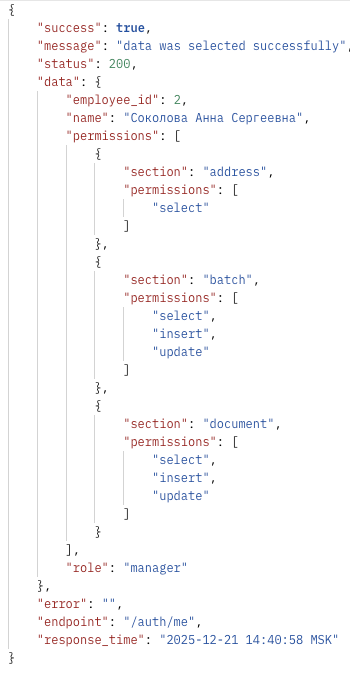 {
    "success": true,
    "message": "data was selected successfully",
    "status": 200,
    "data": {
        "employee_id": 2,
        "name": "Соколова Анна Сергеевна",
        "permissions": [
            {
                "section": "address",
                "permissions": [
                    "select"
                ]
            },
            {
                "section": "batch",
                "permissions": [
                    "select",
                    "insert",
                    "update"
                ]
            },
            {
                "section": "document",
                "permissions": [
                    "select",
                    "insert",
                    "update"
                ]
            }
        ],
        "role": "manager"
    },
    "error": "",
    "endpoint": "/auth/me",
    "response_time": "2025-12-21 14:40:58 MSK"
}